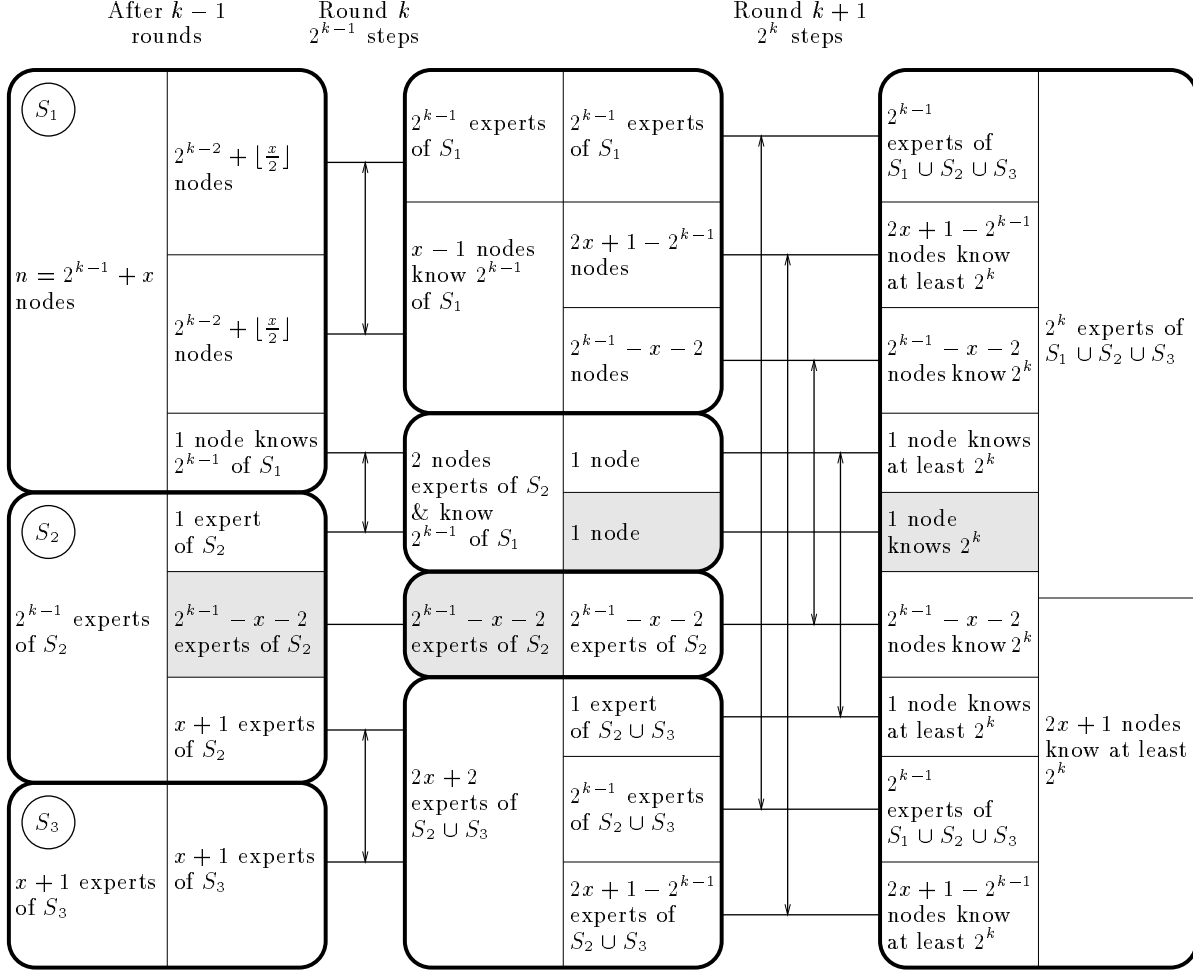 After k − 1
rounds
Round k
2^{k−1} steps
Round k + 1
2^k steps
S_1
n = 2^{k−1} + x
nodes
2^{k−2} + ⌊x/2⌋
nodes
2^{k−2} + ⌊x/2⌋
nodes
1 node knows
2^{k−1} of S_1
S_2
2^{k−1} experts
of S_2
1 expert
of S_2
2^{k−1} − x − 2
experts of S_2
x + 1 experts
of S_2
S_3
x + 1 experts
of S_3
x + 1 experts
of S_3
2^{k−1} experts
of S_1
x − 1 nodes
know 2^{k−1}
of S_1
2 nodes
experts of S_2
& know
2^{k−1} of S_1
2^{k−1} − x − 2
experts of S_2
2x + 2
experts of
S_2 ∪ S_3
2^{k−1} experts
of S_1
2x + 1 − 2^{k−1}
nodes
2^{k−1} − x − 2
nodes
1 node
1 node
2^{k−1} − x − 2
experts of S_2
1 expert
of S_2 ∪ S_3
2^{k−1} experts
of S_2 ∪ S_3
2x + 1 − 2^{k−1}
experts of
S_2 ∪ S_3
2^{k−1}
experts of
S_1 ∪ S_2 ∪ S_3
2x + 1 − 2^{k−1}
nodes know
at least 2^k
2^{k−1} − x − 2
nodes know 2^k
1 node knows
at least 2^k
1 node
knows 2^k
2^{k−1} − x − 2
nodes know 2^k
1 node knows
at least 2^k
2^{k−1}
experts of
S_1 ∪ S_2 ∪ S_3
2x + 1 − 2^{k−1}
nodes know
at least 2^k
2^k experts of
S_1 ∪ S_2 ∪ S_3
2x + 1 nodes
know at least
2^k